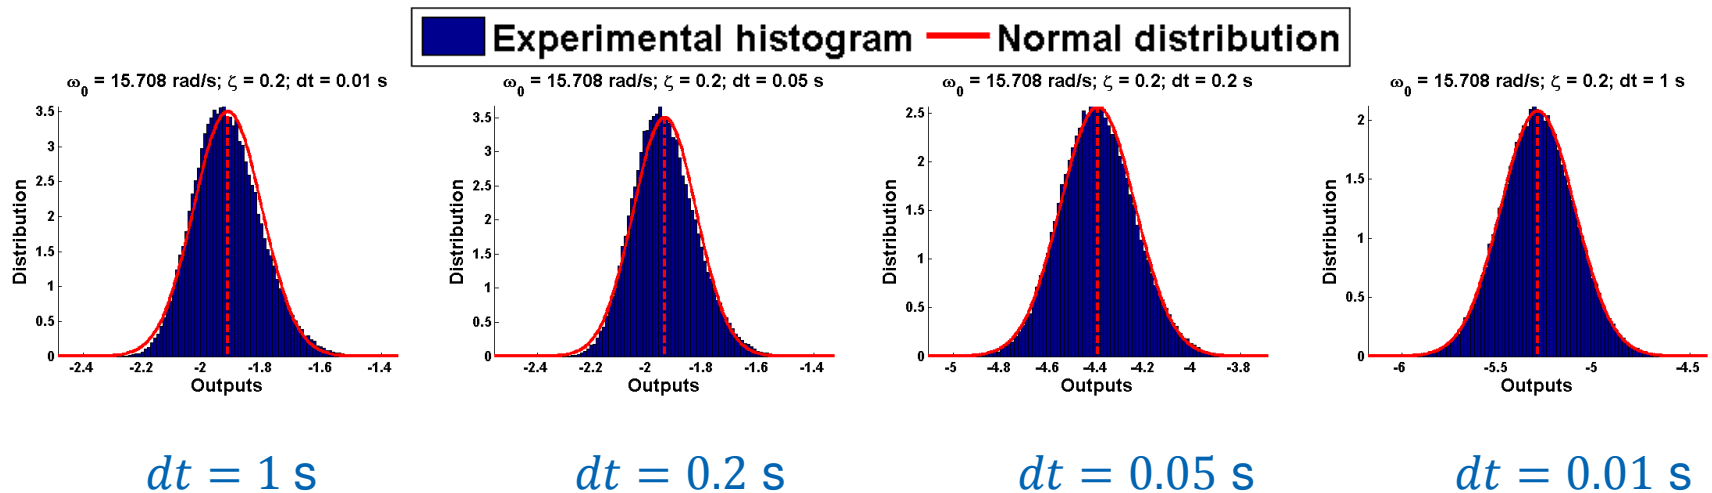 Experimental histogram Normal distribution
ω0 = 15.708 rad/s; ζ = 0.2; dt = 0.01 s
3.5
3
2.5
2
1.5
1
0.5
0
Distribution
-2.4 -2.2 -2 -1.8 -1.6 -1.4
Outputs
ω0 = 15.708 rad/s; ζ = 0.2; dt = 0.05 s
3.5
3
2.5
2
1.5
1
0.5
0
Distribution
-2.4 -2.2 -2 -1.8 -1.6 -1.4
Outputs
ω0 = 15.708 rad/s; ζ = 0.2; dt = 0.2 s
2.5
2
1.5
1
0.5
0
Distribution
-5 -4.8 -4.6 -4.4 -4.2 -4 -3.8
Outputs
ω0 = 15.708 rad/s; ζ = 0.2; dt = 1 s
2
1.5
1
0.5
0
Distribution
-6 -5.5 -5 -4.5
Outputs
dt = 1 s
dt = 0.2 s
dt = 0.05 s
dt = 0.01 s